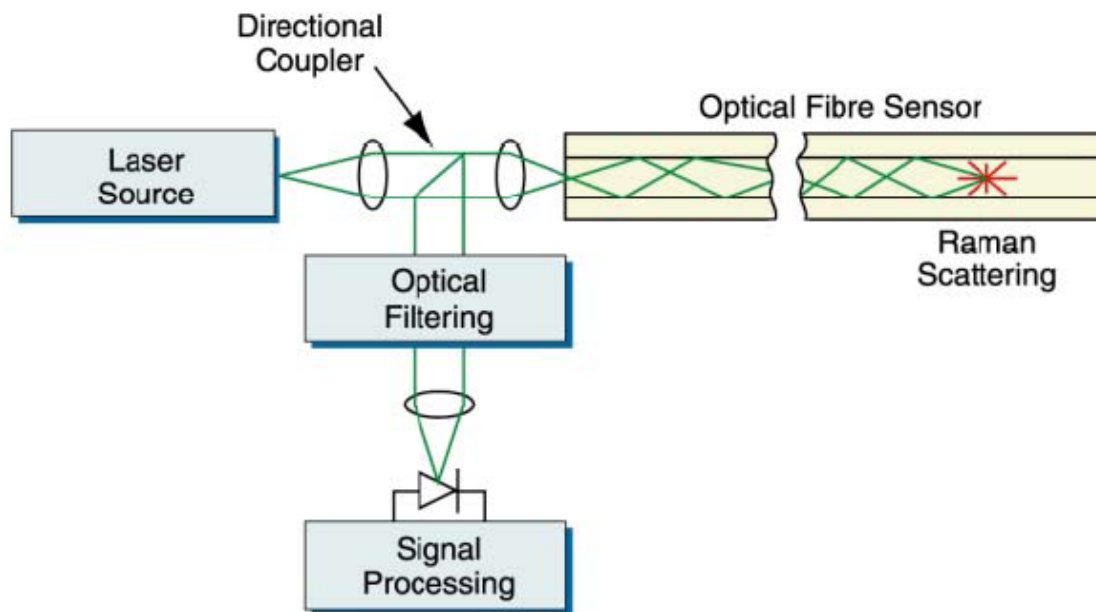 Directional
Coupler
Optical Fibre Sensor
Laser
Source
Raman
Scattering
Optical
Filtering
Signal
Processing